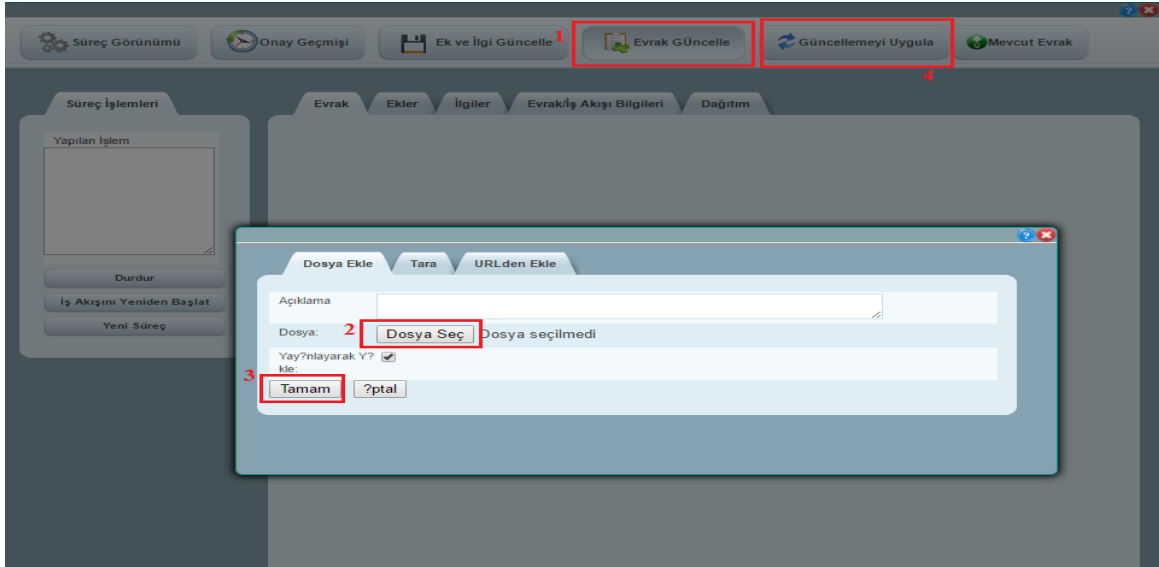 Süreç Görünümü
Onay Geçmişi
Ek ve İlgi Güncelle
1
Evrak GÜncelle
Güncellemeyi Uygula
4
Mevcut Evrak
Süreç İşlemleri
Evrak
Ekler
İlgiler
Evrak/İş Akışı Bilgileri
Dağıtım
Yapılan İşlem
Durdur
İş Akışını Yeniden Başlat
Yeni Süreç
Dosya Ekle
Tara
URLden Ekle
Açıklama
Dosya:
2
Dosya Seç
Dosya seçilmedi
Yay?nlayarak Y?
kle:
3
Tamam
?ptal